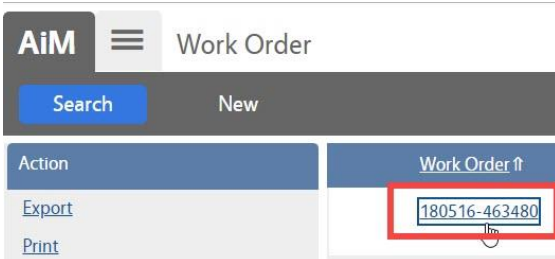 AiM Work Order
Search New
Action Work Order ⇑
Export 180516-463480
Print